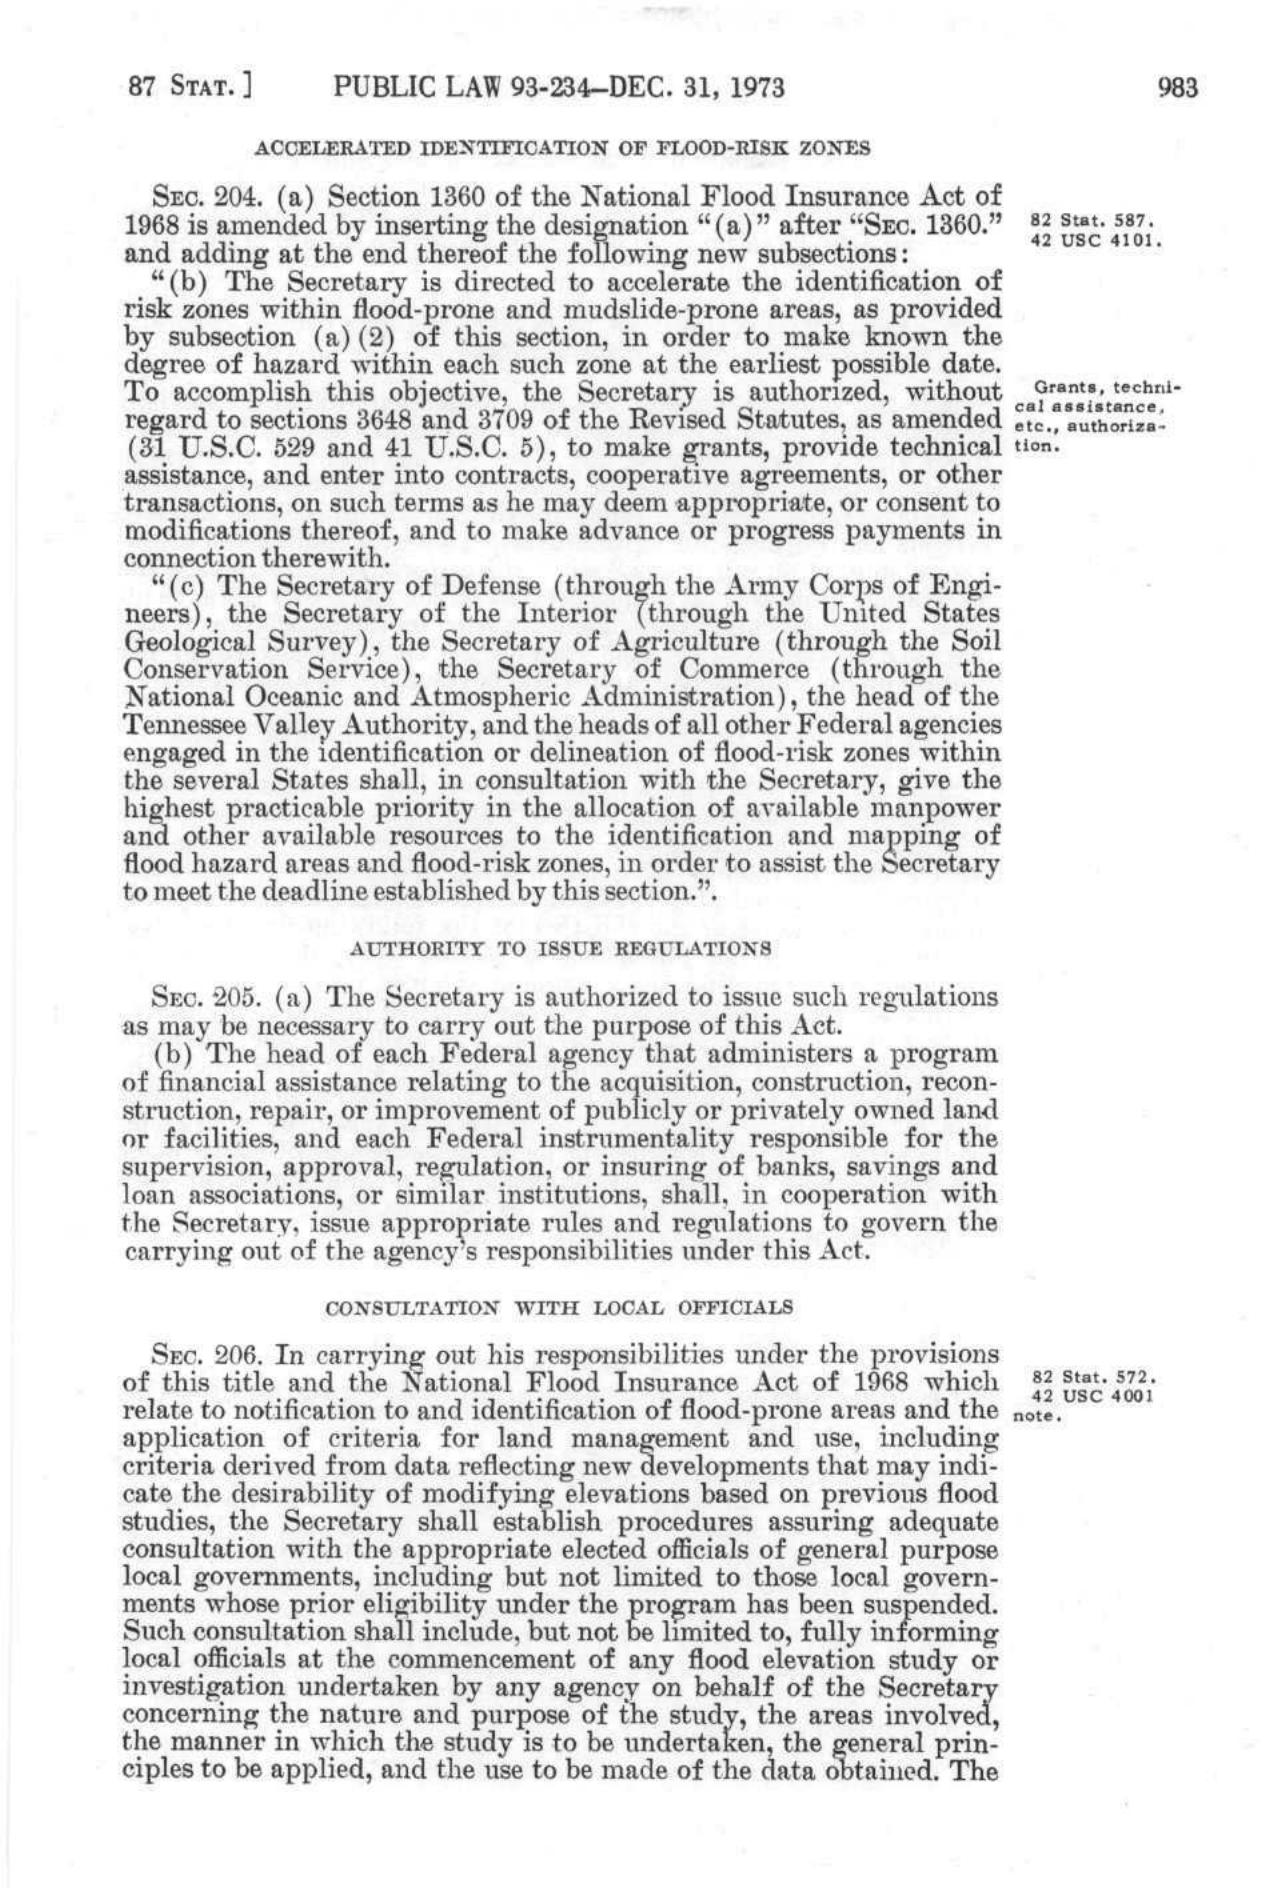 87 STAT. ] PUBLIC LAW 93-234—DEC. 31, 1973 983
ACCELERATED IDENTIFICATION OF FLOOD-RISK ZONES
SEC. 204. (a) Section 1360 of the National Flood Insurance Act of
1968 is amended by inserting the designation “(a)” after “SEC. 1360.”
and adding at the end thereof the following new subsections:
82 Stat. 587.
42 USC 4101.
“(b) The Secretary is directed to accelerate the identification of
risk zones within flood-prone and mudslide-prone areas, as provided
by subsection (a) (2) of this section, in order to make known the
degree of hazard within each such zone at the earliest possible date.
To accomplish this objective, the Secretary is authorized, without
regard to sections 3648 and 3709 of the Revised Statutes, as amended
(31 U.S.C. 529 and 41 U.S.C. 5), to make grants, provide technical
assistance, and enter into contracts, cooperative agreements, or other
transactions, on such terms as he may deem appropriate, or consent to
modifications thereof, and to make advance or progress payments in
connection therewith.
Grants, techni-
cal assistance,
etc., authoriza-
tion.
“(c) The Secretary of Defense (through the Army Corps of Engi-
neers), the Secretary of the Interior (through the United States
Geological Survey), the Secretary of Agriculture (through the Soil
Conservation Service), the Secretary of Commerce (through the
National Oceanic and Atmospheric Administration), the head of the
Tennessee Valley Authority, and the heads of all other Federal agencies
engaged in the identification or delineation of flood-risk zones within
the several States shall, in consultation with the Secretary, give the
highest practicable priority in the allocation of available manpower
and other available resources to the identification and mapping of
flood hazard areas and flood-risk zones, in order to assist the Secretary
to meet the deadline established by this section.”.
AUTHORITY TO ISSUE REGULATIONS
SEC. 205. (a) The Secretary is authorized to issue such regulations
as may be necessary to carry out the purpose of this Act.
(b) The head of each Federal agency that administers a program
of financial assistance relating to the acquisition, construction, recon-
struction, repair, or improvement of publicly or privately owned land
or facilities, and each Federal instrumentality responsible for the
supervision, approval, regulation, or insuring of banks, savings and
loan associations, or similar institutions, shall, in cooperation with
the Secretary, issue appropriate rules and regulations to govern the
carrying out of the agency's responsibilities under this Act.
CONSULTATION WITH LOCAL OFFICIALS
SEC. 206. In carrying out his responsibilities under the provisions
of this title and the National Flood Insurance Act of 1968 which
relate to notification to and identification of flood-prone areas and the
application of criteria for land management and use, including
criteria derived from data reflecting new developments that may indi-
cate the desirability of modifying elevations based on previous flood
studies, the Secretary shall establish procedures assuring adequate
consultation with the appropriate elected officials of general purpose
local governments, including but not limited to those local govern-
ments whose prior eligibility under the program has been suspended.
Such consultation shall include, but not be limited to, fully informing
local officials at the commencement of any flood elevation study or
investigation undertaken by any agency on behalf of the Secretary
concerning the nature and purpose of the study, the areas involved,
the manner in which the study is to be undertaken, the general prin-
ciples to be applied, and the use to be made of the data obtained. The
82 Stat. 572.
42 USC 4001
note.